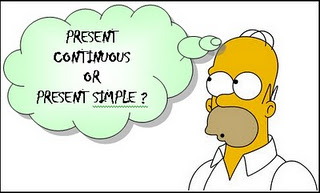 PRESENT
CONTINUOUS
OR
PRESENT SIMPLE ?